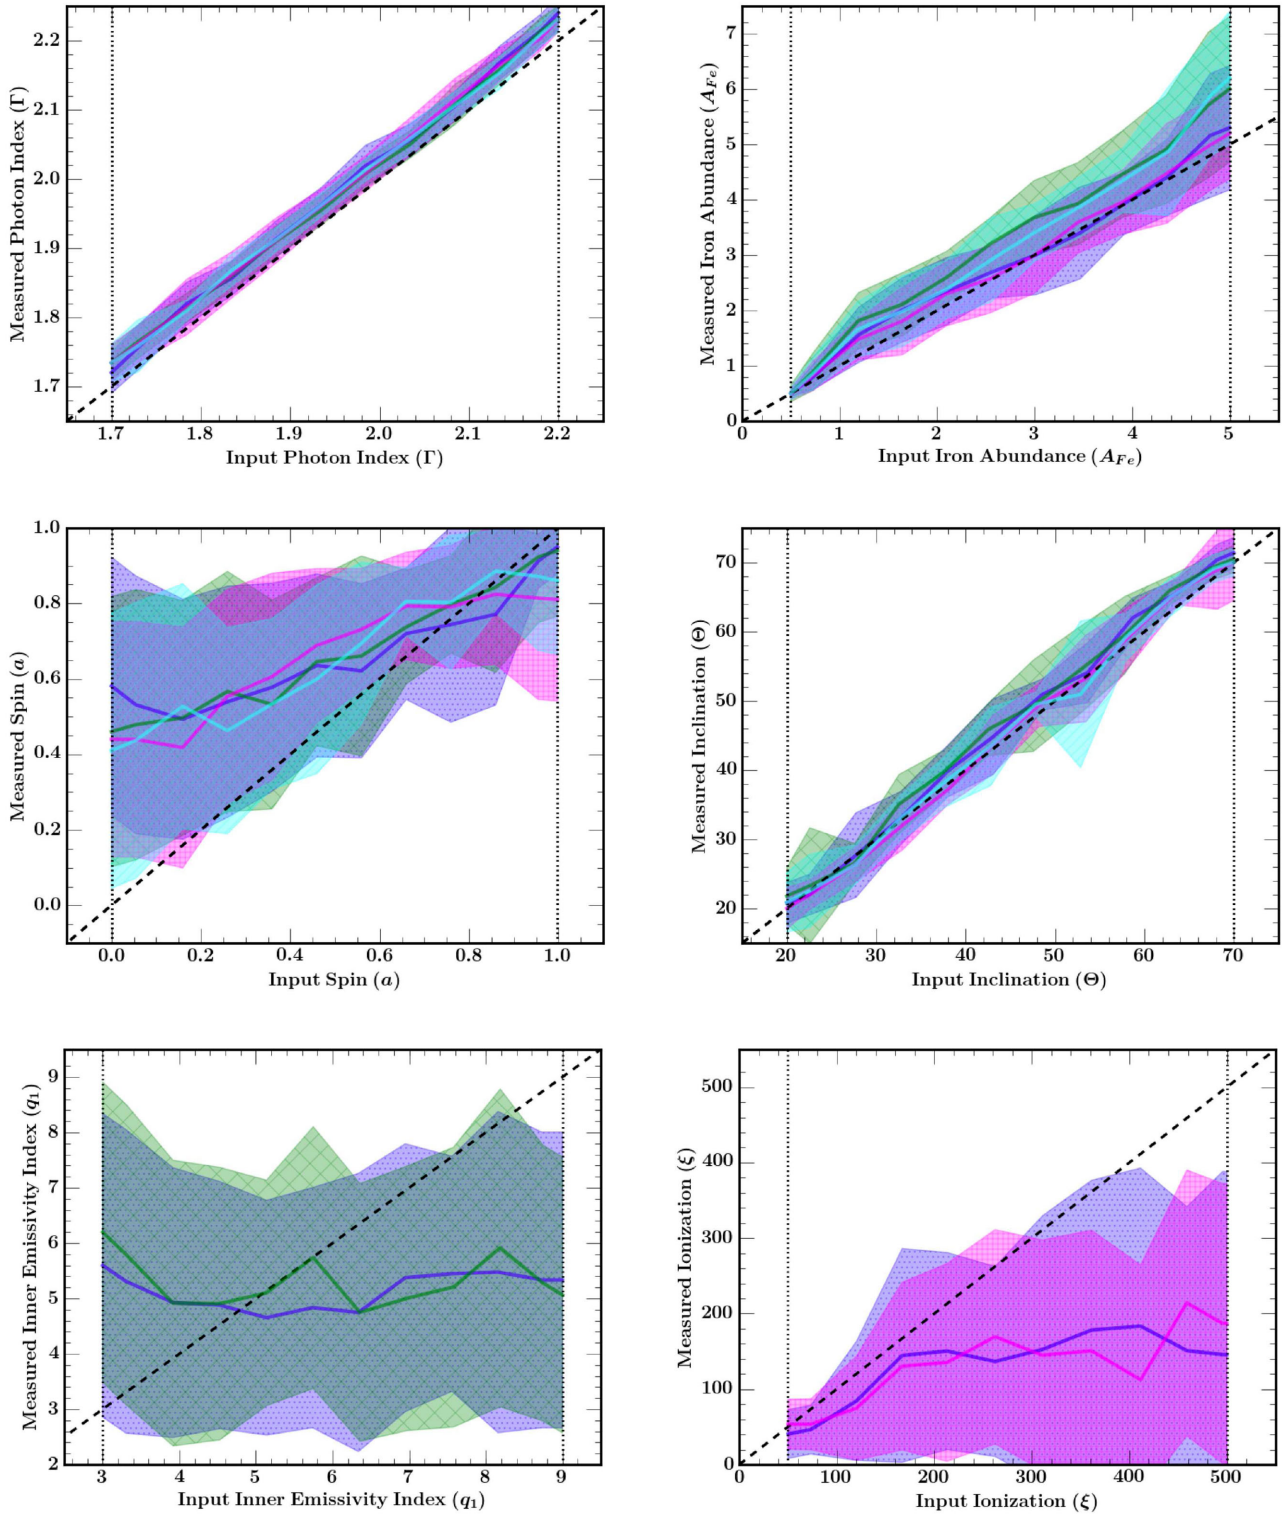 2.2
2.1
2.0
1.9
1.8
1.7
Measured Photon Index (Γ)
1.7 1.8 1.9 2.0 2.1 2.2
Input Photon Index (Γ)
7
6
5
4
3
2
1
0
Measured Iron Abundance (A_Fe)
0 1 2 3 4 5
Input Iron Abundance (A_Fe)
1.0
0.8
0.6
0.4
0.2
0.0
Measured Spin (a)
0.0 0.2 0.4 0.6 0.8 1.0
Input Spin (a)
70
60
50
40
30
20
Measured Inclination (Θ)
20 30 40 50 60 70
Input Inclination (Θ)
9
8
7
6
5
4
3
2
Measured Inner Emissivity Index (q₁)
3 4 5 6 7 8 9
Input Inner Emissivity Index (q₁)
500
400
300
200
100
0
Measured Ionization (ξ)
0 100 200 300 400 500
Input Ionization (ξ)